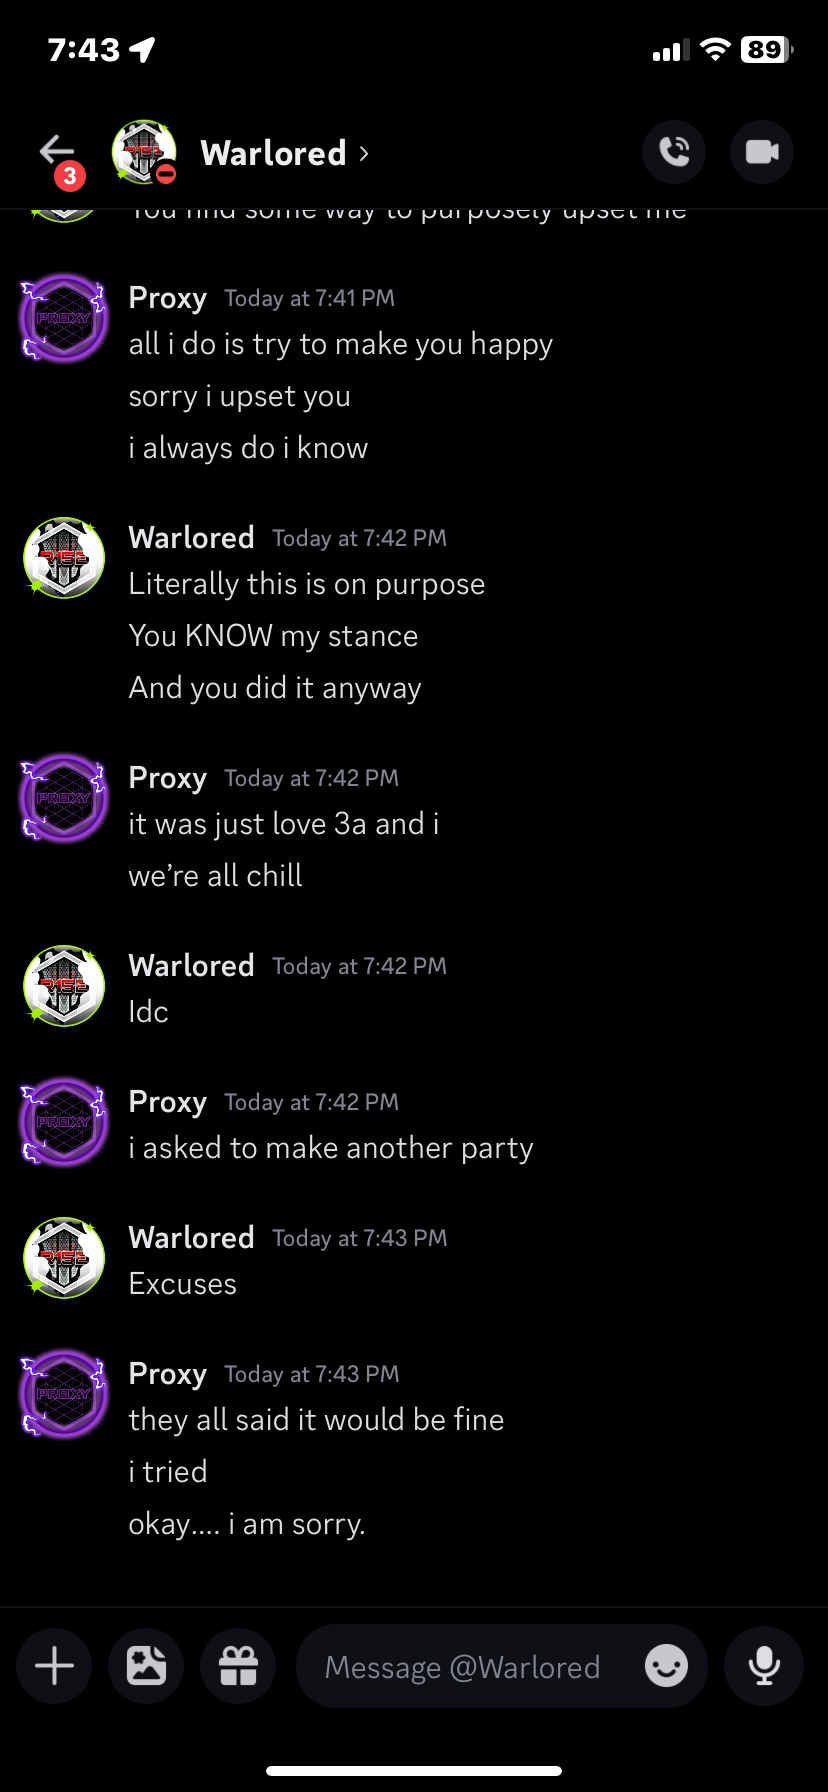 7:43
89
3
Warlored
You find some way to purposely upset me
PROXY
Proxy Today at 7:41 PM
all i do is try to make you happy
sorry i upset you
i always do i know
Warlored Today at 7:42 PM
Literally this is on purpose
You KNOW my stance
And you did it anyway
PROXY
Proxy Today at 7:42 PM
it was just love 3a and i
we’re all chill
Warlored Today at 7:42 PM
Idc
PROXY
Proxy Today at 7:42 PM
i asked to make another party
Warlored Today at 7:43 PM
Excuses
PROXY
Proxy Today at 7:43 PM
they all said it would be fine
i tried
okay.... i am sorry.
Message @Warlored